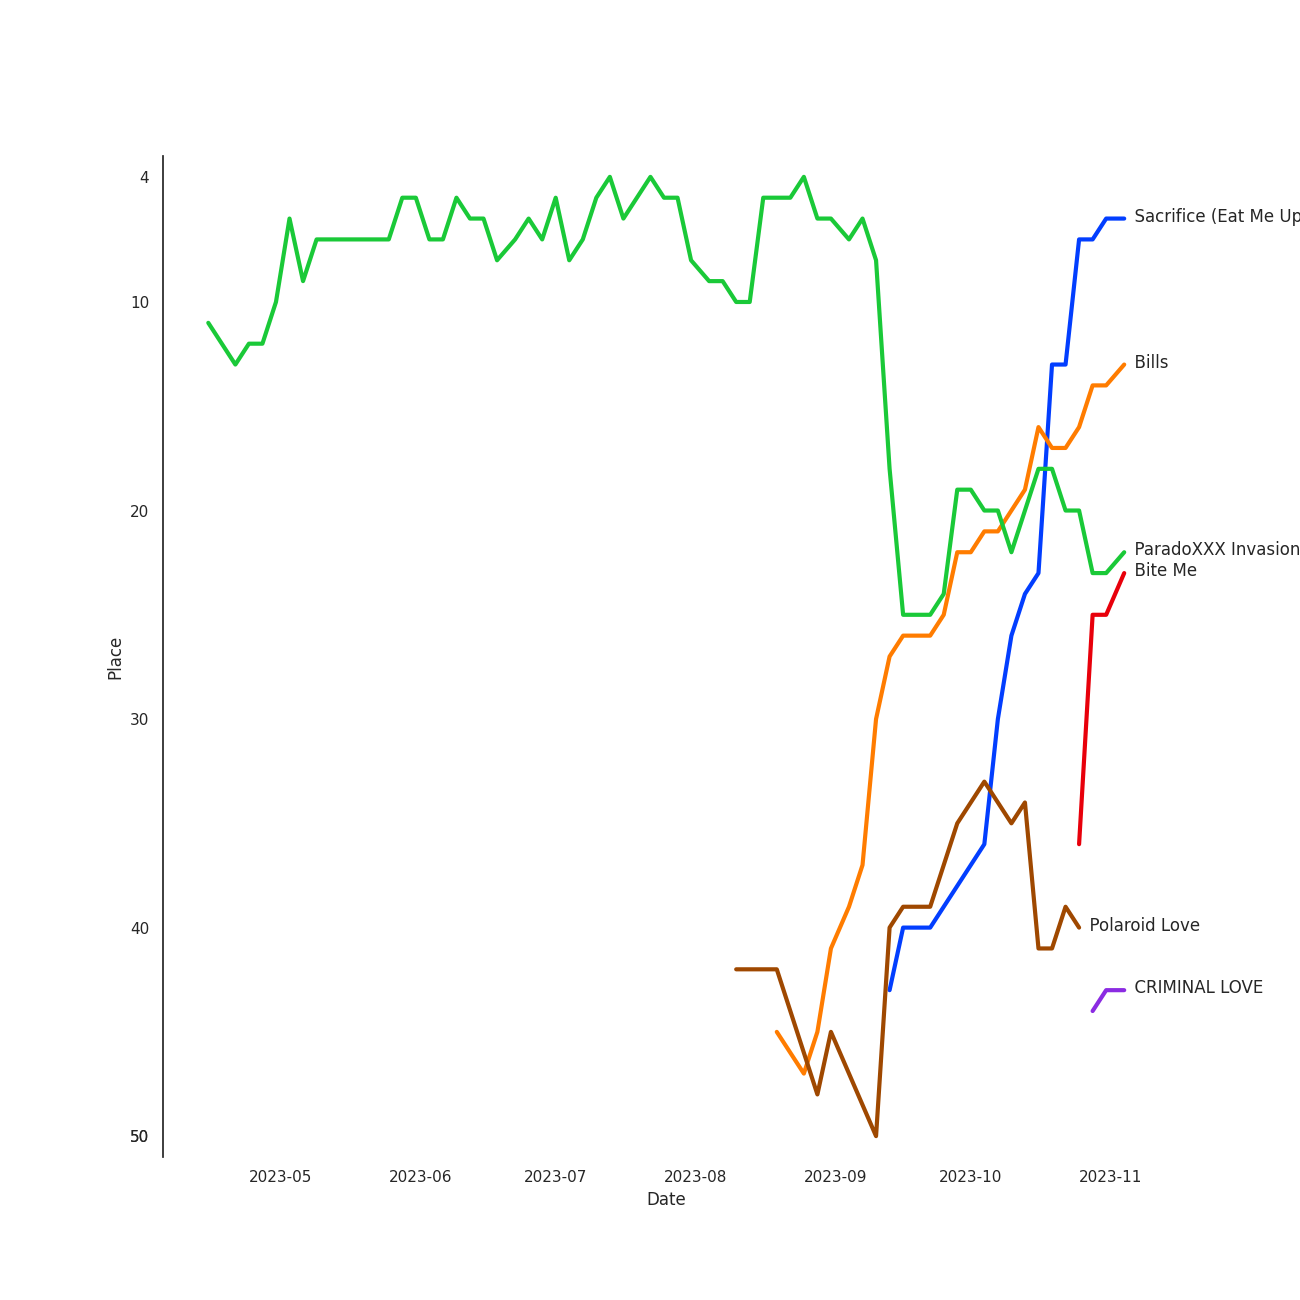 4
Sacrifice (Eat Me Up
10
Bills
20
ParadoXXX Invasion
Bite Me
Place
30
40
Polaroid Love
CRIMINAL LOVE
50
2023-05 2023-06 2023-07 2023-08 2023-09 2023-10 2023-11
Date